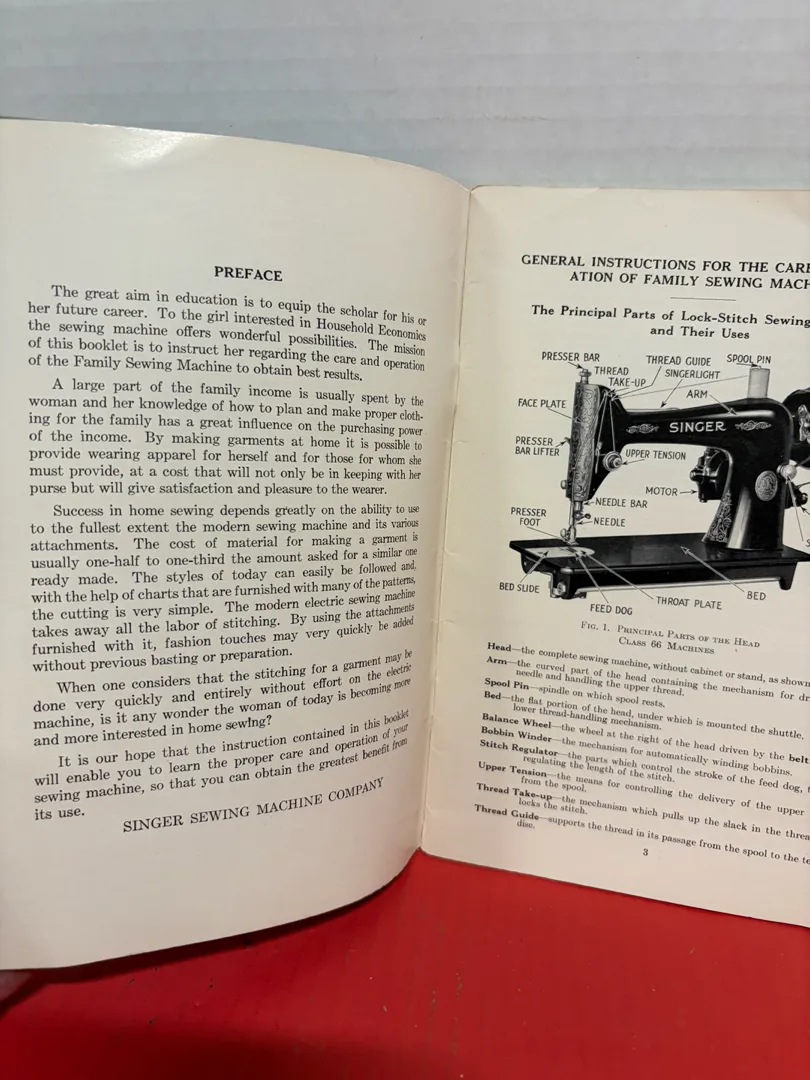 PREFACE
The great aim in education is to equip the scholar for his or
her future career. To the girl interested in Household Economics
the sewing machine offers wonderful possibilities. The mission
of this booklet is to instruct her regarding the care and operation
of the Family Sewing Machine to obtain best results.
A large part of the family income is usually spent by the
woman and her knowledge of how to plan and make proper cloth-
ing for the family has a great influence on the purchasing power
of the income. By making garments at home it is possible to
provide wearing apparel for herself and for those for whom she
must provide, at a cost that will not only be in keeping with her
purse but will give satisfaction and pleasure to the wearer.
Success in home sewing depends greatly on the ability to use
to the fullest extent the modern sewing machine and its various
attachments. The cost of material for making a garment is
usually one-half to one-third the amount asked for a similar one
ready made. The styles of today can easily be followed and,
with the help of charts that are furnished with many of the patterns,
the cutting is very simple. The modern electric sewing machine
takes away all the labor of stitching. By using the attachments
furnished with it, fashion touches may very quickly be added
without previous basting or preparation.
When one considers that the stitching for a garment may be
done very quickly and entirely without effort on the electric
machine, is it any wonder the woman of today is becoming more
and more interested in home sewing?
It is our hope that the instruction contained in this booklet
will enable you to learn the proper care and operation of your
sewing machine, so that you can obtain the greatest benefit from
its use.
SINGER SEWING MACHINE COMPANY
GENERAL INSTRUCTIONS FOR THE CARE
ATION OF FAMILY SEWING MACH
The Principal Parts of Lock-Stitch Sewing
and Their Uses
PRESSER BAR
THREAD GUIDE
SPOOL PIN
THREAD
TAKE-UP
SINGERLIGHT
ARM
FACE PLATE
SINGER
PRESSER
BAR LIFTER
UPPER TENSION
MOTOR
NEEDLE BAR
PRESSER
FOOT
NEEDLE
S
BED SLIDE
FEED DOG
THROAT PLATE
BED
FIG. 1. PRINCIPAL PARTS OF THE HEAD
CLASS 66 MACHINES
Head—the complete sewing machine, without cabinet or stand, as shown
Arm—the curved part of the head containing the mechanism for dr
needle and handling the upper thread.
Spool Pin—spindle on which spool rests.
Bed—the flat portion of the head, under which is mounted the shuttle,
lower thread-handling mechanism.
Balance Wheel—the wheel at the right of the head driven by the belt
Bobbin Winder—the mechanism for automatically winding bobbins.
Stitch Regulator—the parts which control the stroke of the feed dog, t
regulating the length of the stitch.
Upper Tension—the means for controlling the delivery of the upper
from the spool.
Thread Take-up—the mechanism which pulls up the slack in the threa
locks the stitch.
Thread Guide—supports the thread in its passage from the spool to the te
disc.
3